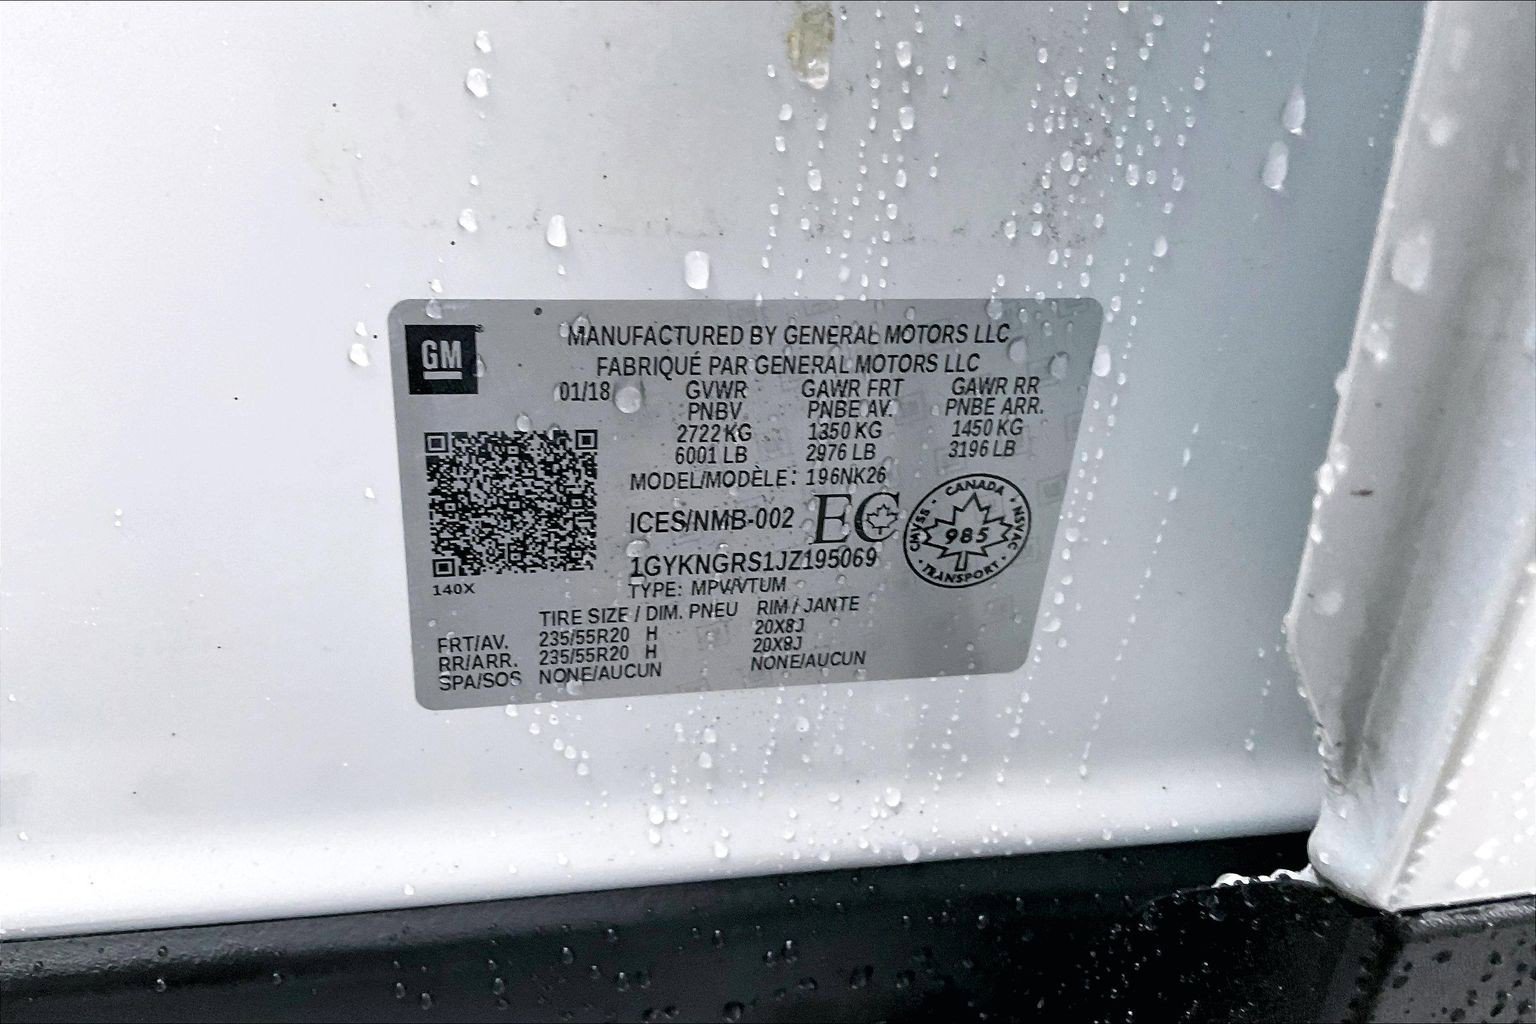 GM
MANUFACTURED BY GENERAL MOTORS LLC
FABRIQUÉ PAR GENERAL MOTORS LLC
01/18 GVWR GAWR FRT GAWR RR
PNBV PNBE AV. PNBE ARR.
2722 KG 1350 KG 1450 KG
6001 LB 2976 LB 3196 LB
MODEL/MODÈLE: 196NK26
ICES/NMB-002 EC
CANADA
CMVSS 985 NSVAC
TRANSPORT
1GYKNGRS1JZ195069
140X TYPE: MPV/VTUM
TIRE SIZE / DIM. PNEU RIM / JANTE
FRT/AV. 235/55R20 H 20X8J
RR/ARR. 235/55R20 H 20X8J
SPA/SOS NONE/AUCUN NONE/AUCUN